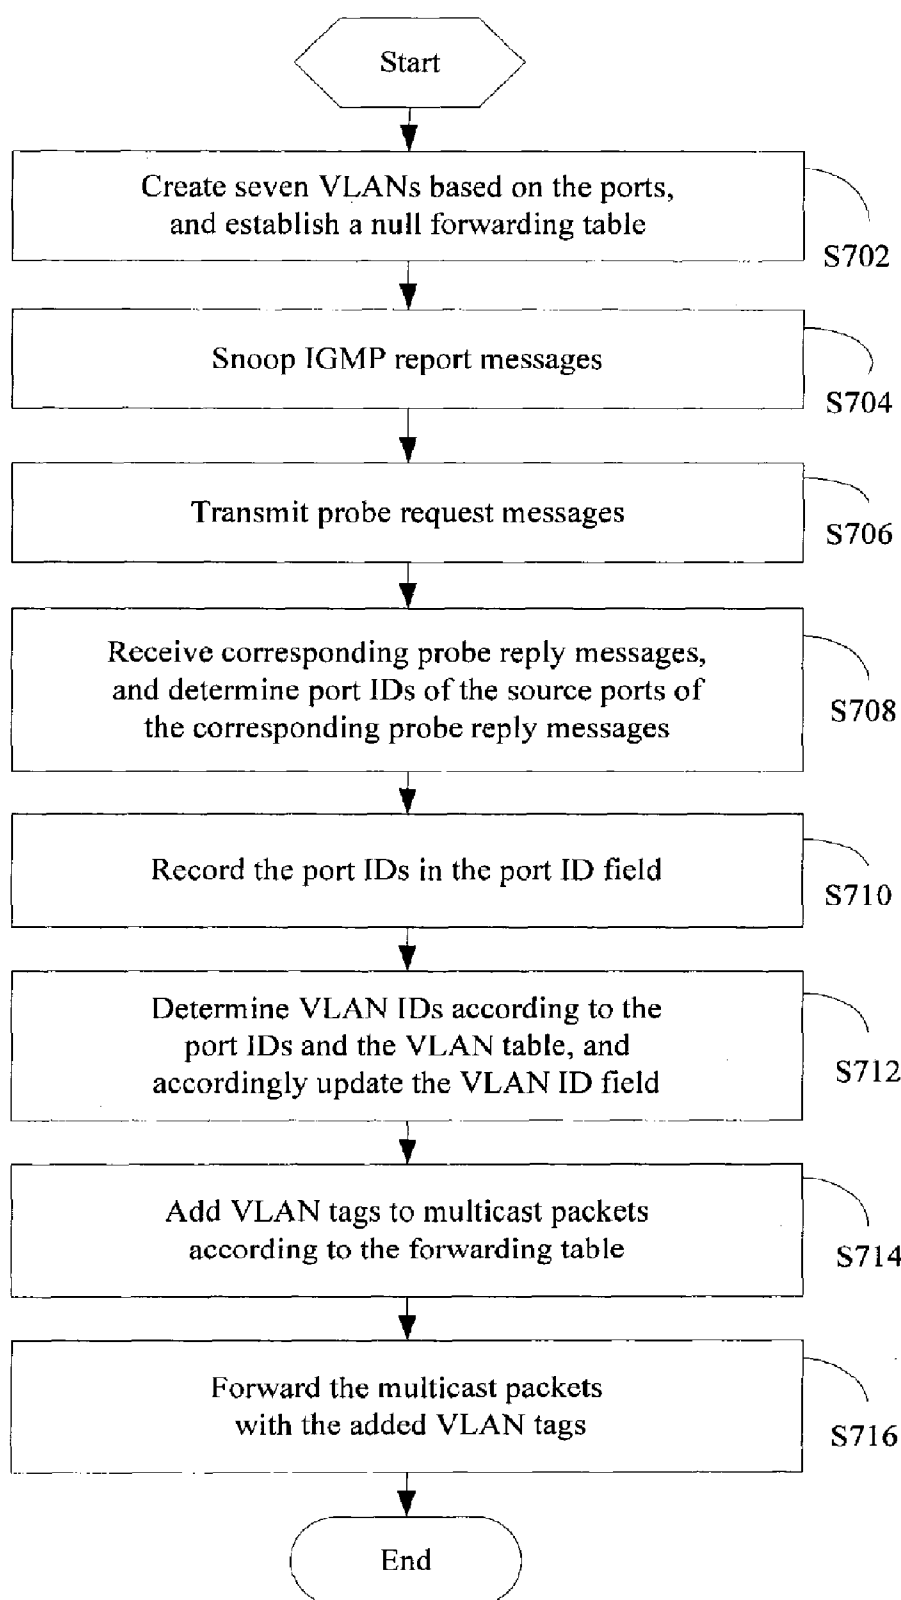 Start
Create seven VLANs based on the ports,
and establish a null forwarding table
S702
Snoop IGMP report messages
S704
Transmit probe request messages
S706
Receive corresponding probe reply messages,
and determine port IDs of the source ports of
the corresponding probe reply messages
S708
Record the port IDs in the port ID field
S710
Determine VLAN IDs according to the
port IDs and the VLAN table, and
accordingly update the VLAN ID field
S712
Add VLAN tags to multicast packets
according to the forwarding table
S714
Forward the multicast packets
with the added VLAN tags
S716
End